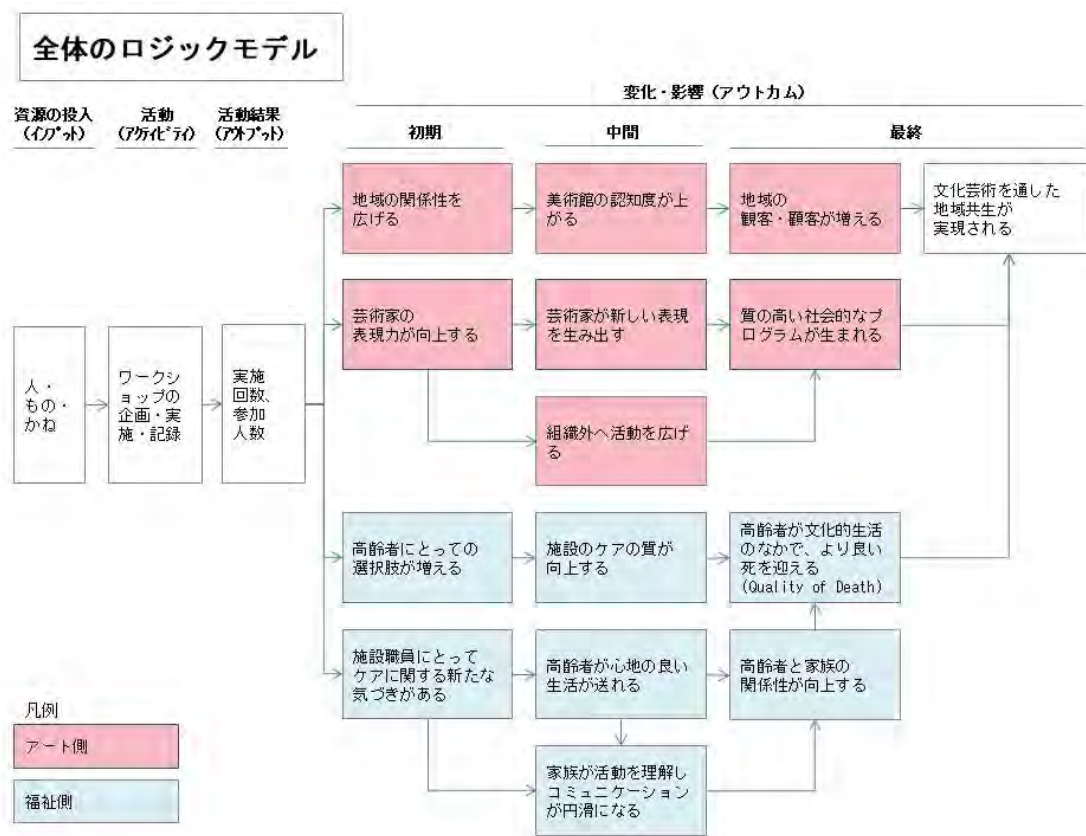 全体のロジックモデル
変化・影響（アウトカム）
資源の投入
（インプット）
活動
（アクティビティ）
活動結果
（アウトプット）
初期
中間
最終
地域の関係性を
広げる
美術館の認知度が上
がる
地域の
観客・顧客が増える
文化芸術を通した
地域共生が
実現される
芸術家の
表現力が向上する
芸術家が新しい表現
を生み出す
質の高い社会的なプ
ログラムが生まれる
人・
もの・
かね
ワークシ
ョップの
企画・実
施・記録
実施
回数、
参加
人数
組織外へ活動を広げ
る
高齢者にとっての
選択肢が増える
施設のケアの質が
向上する
高齢者が文化的生活
のなかで、より良い
死を迎える
(Quality of Death)
施設職員にとって
ケアに関する新たな
気づきがある
高齢者が心地の良い
生活が送れる
高齢者と家族の
関係性が向上する
家族が活動を理解し
コミュニケーション
が円滑になる
凡例
アート側
福祉側